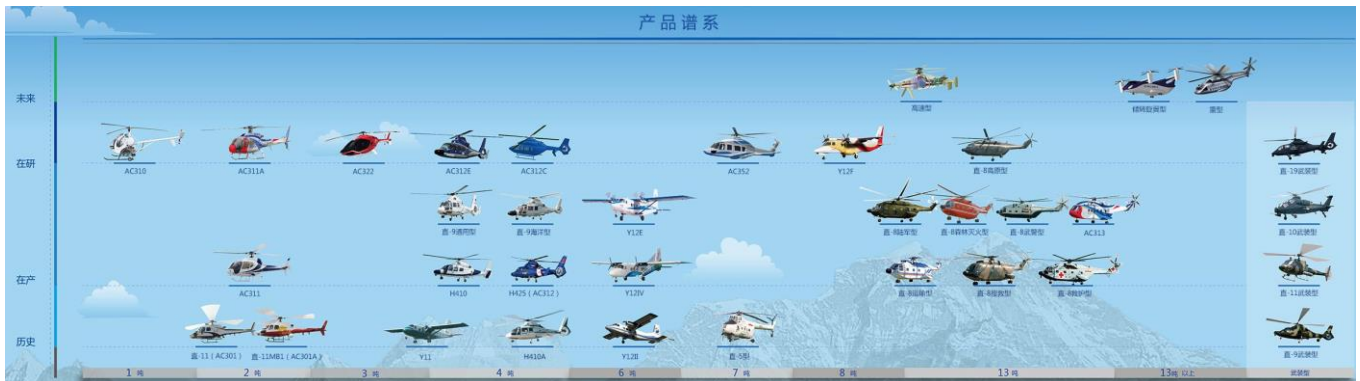 产品谱系
未来
高速型
倾转旋翼型
重型
在研
AC310
AC311A
AC322
AC312E
AC312C
AC352
Y12F
直-8高原型
直-19武装型
直-9通用型
直-9海洋型
Y12E
直-8陆军型
直-8森林灭火型
直-8武警型
AC313
直-10武装型
在产
AC311
H410
H425（AC312）
Y12IV
直-8运输型
直-8搜救型
直-8救护型
直-11武装型
历史
直-11（AC301）
直-11MB1（AC301A）
Y11
H410A
Y12II
直-5型
直-9武装型
1 吨
2 吨
3 吨
4 吨
6 吨
7 吨
8 吨
13吨
13吨 以上
武装型